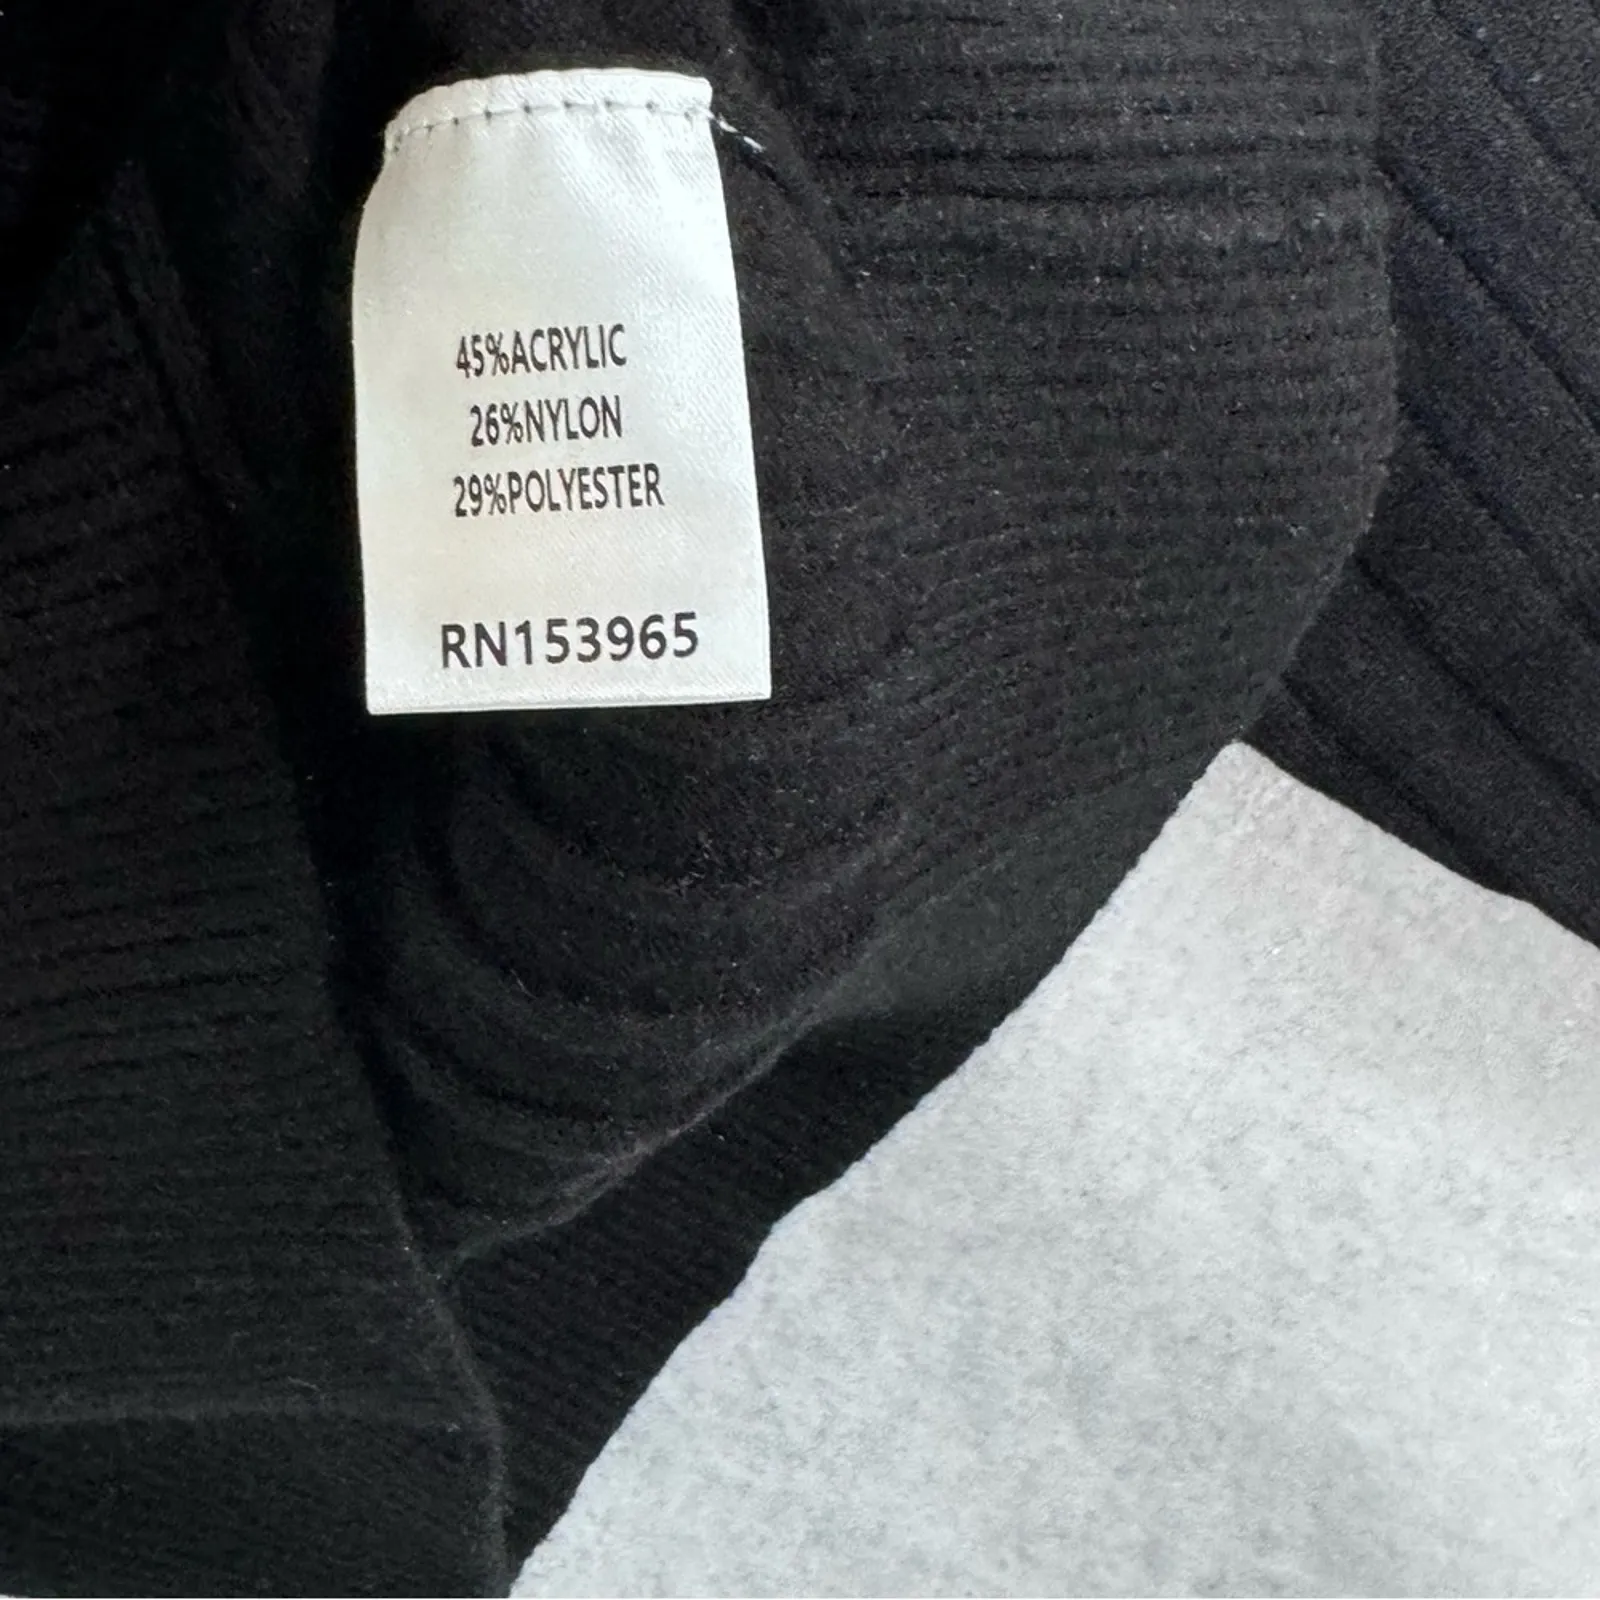 45%ACRYLIC
26%NYLON
29%POLYESTER
RN153965